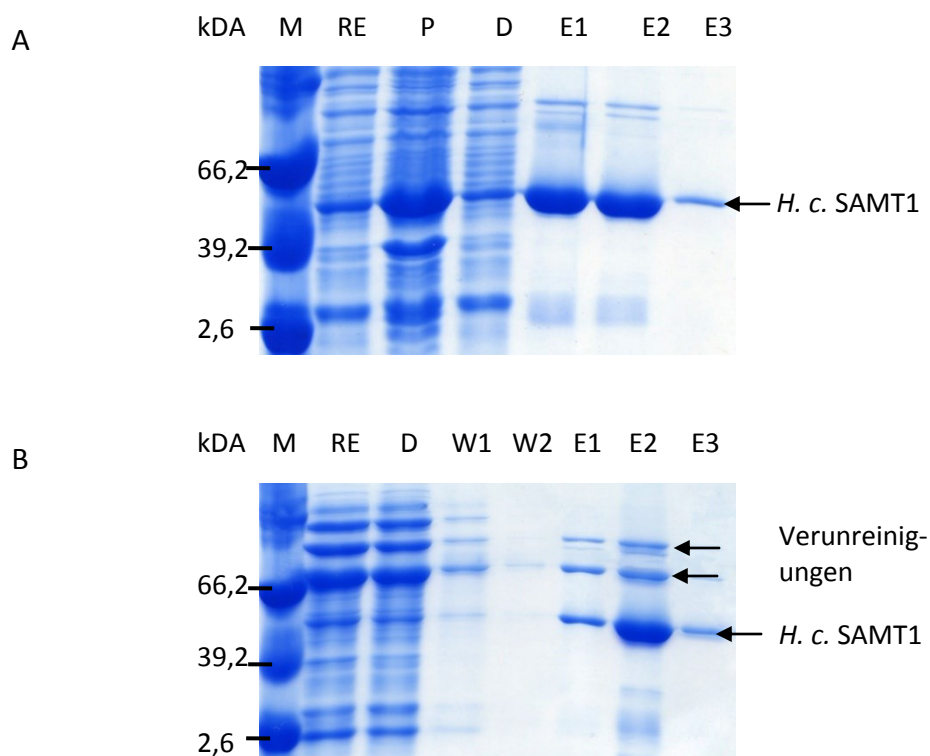 A
kDA M RE P D E1 E2 E3
66,2
39,2
2,6
H. c. SAMT1
B
kDA M RE D W1 W2 E1 E2 E3
Verunreinig-
ungen
66,2
H. c. SAMT1
39,2
2,6